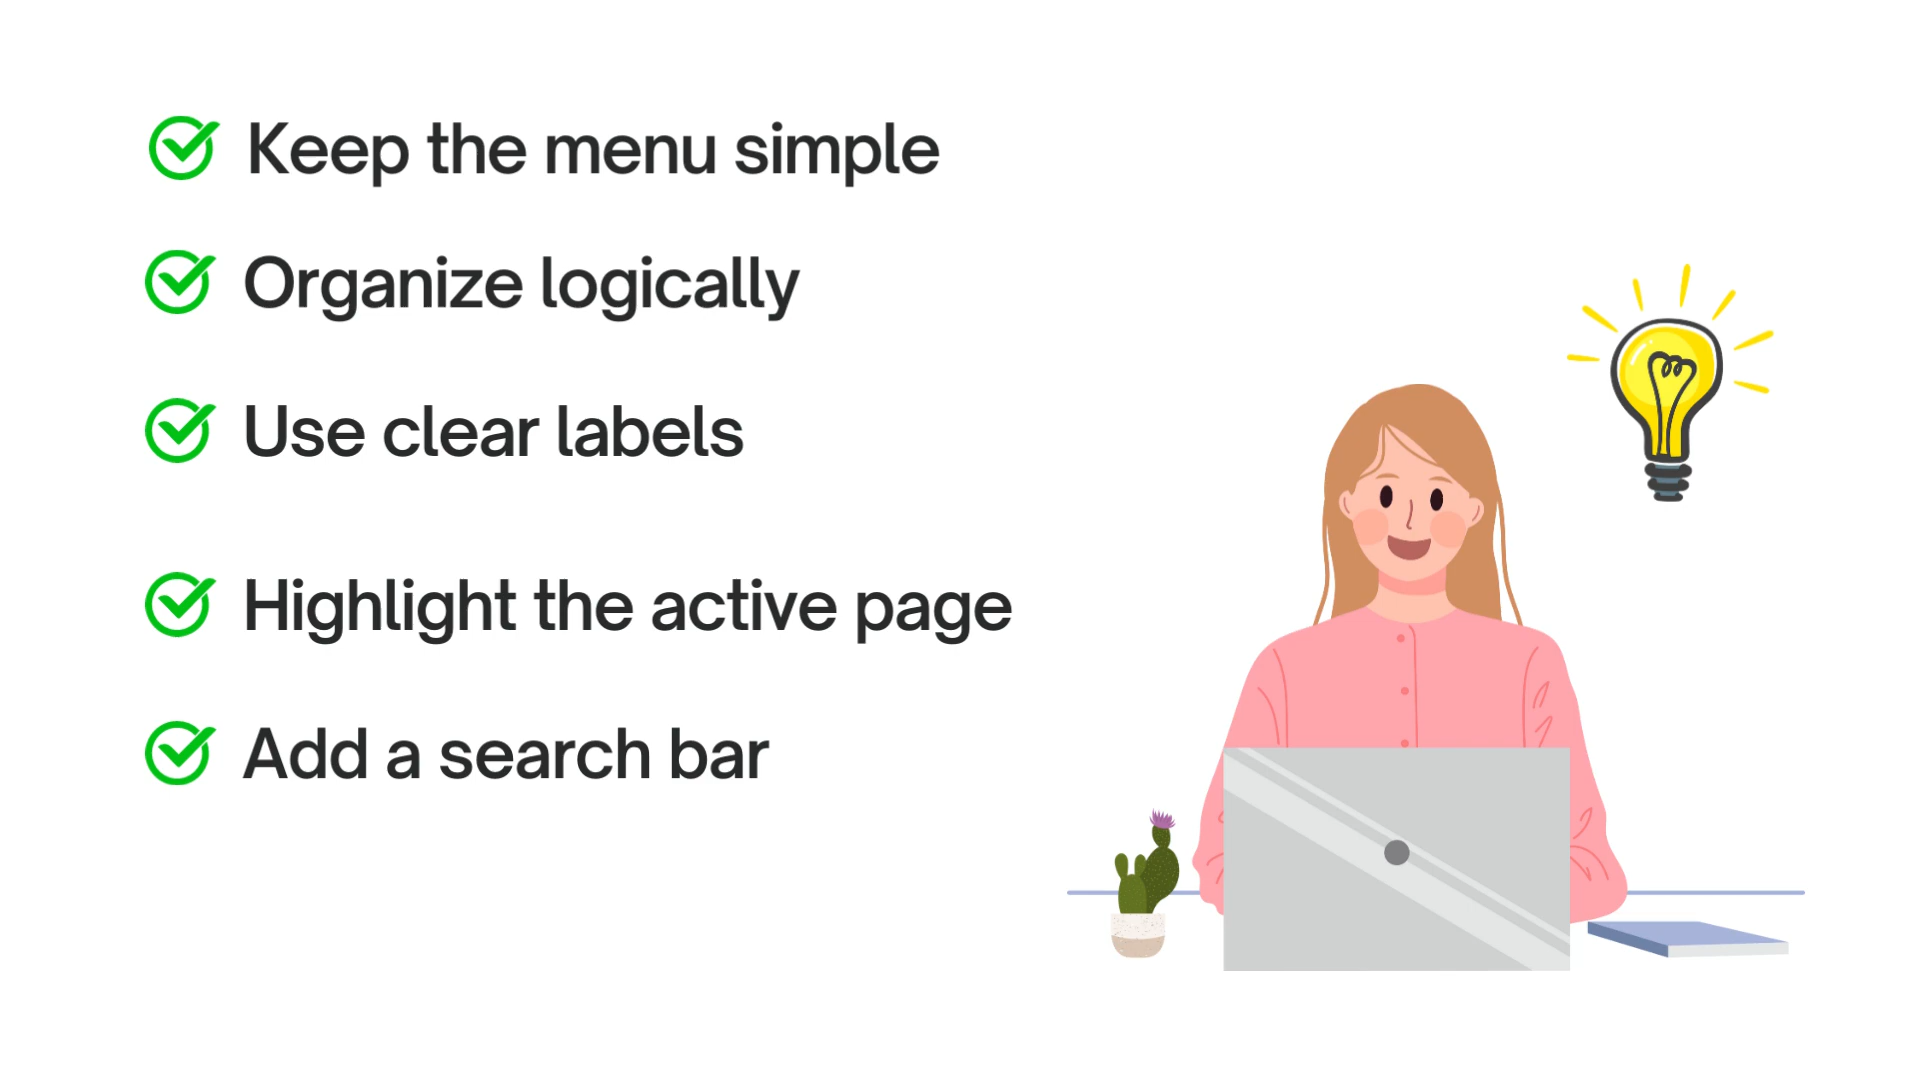 Keep the menu simple
Organize logically
Use clear labels
Highlight the active page
Add a search bar